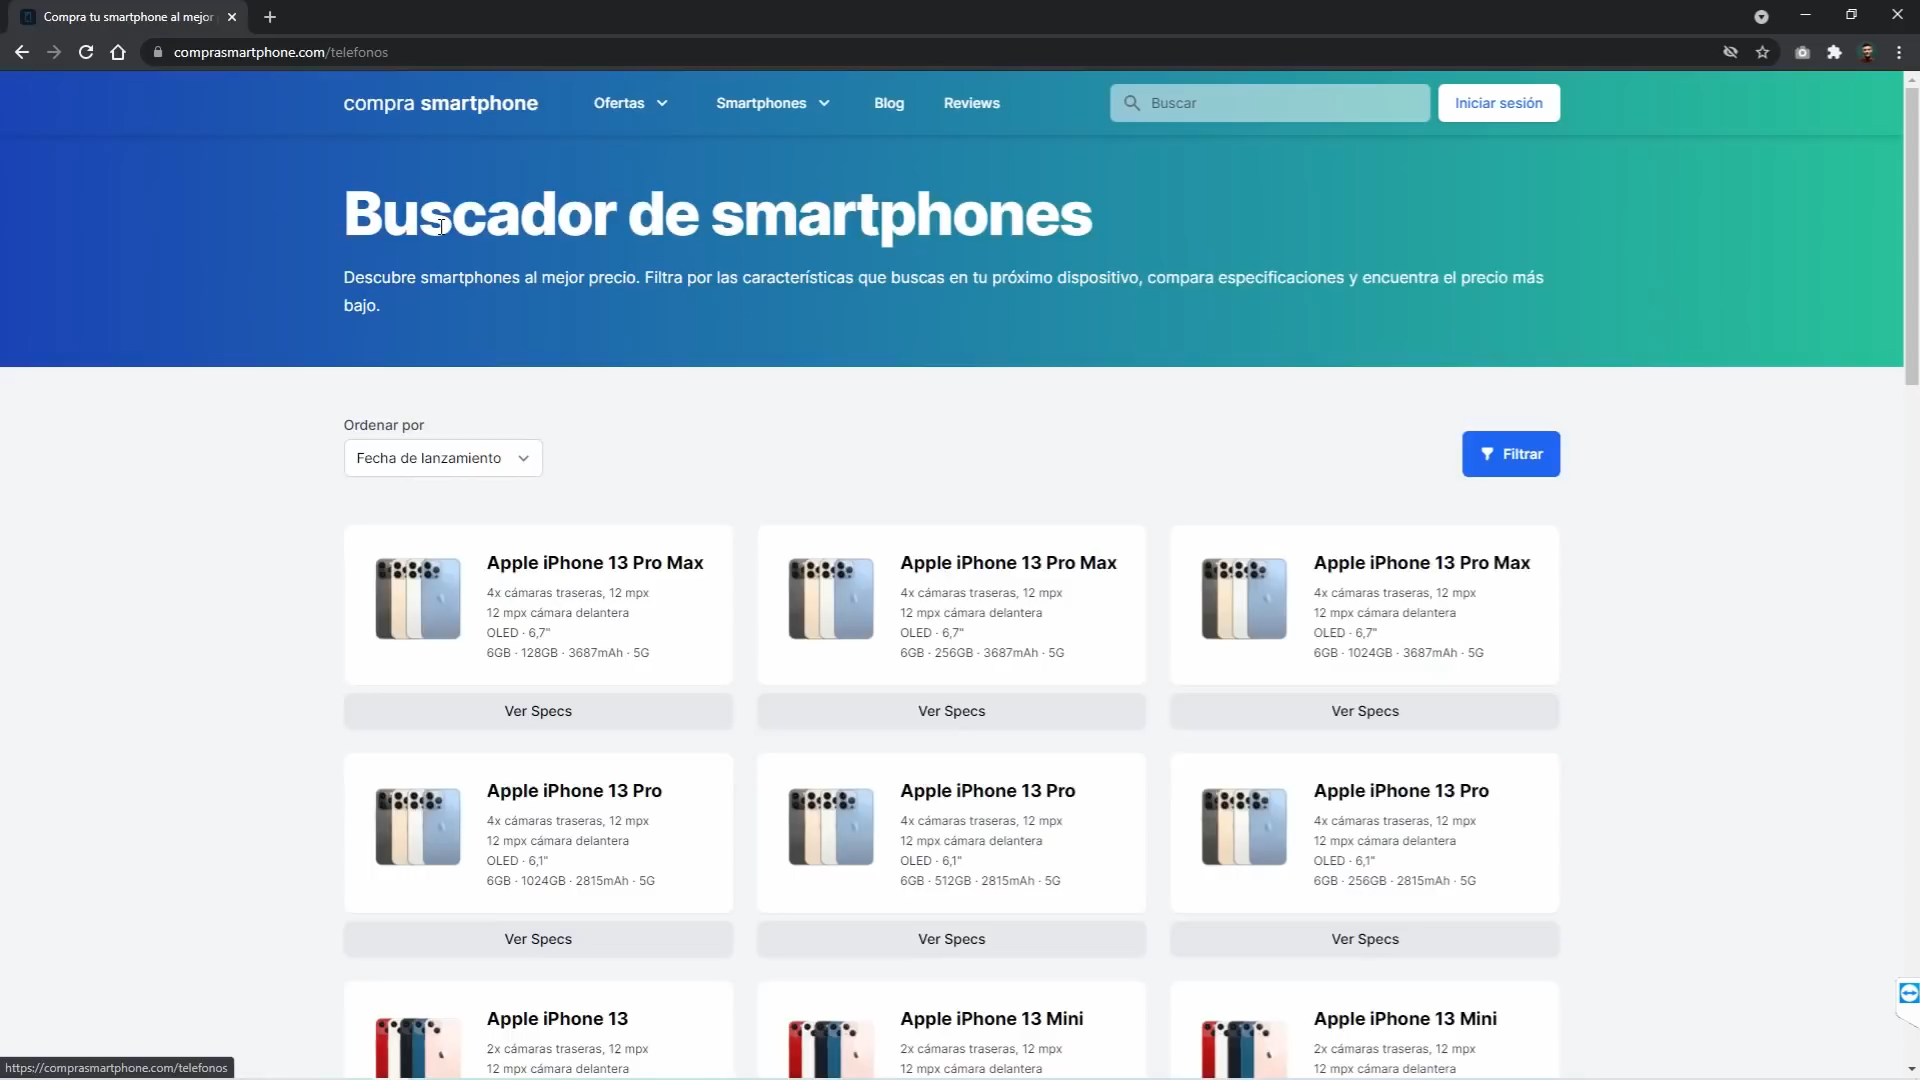 Compra tu smartphone al mejor
comprasmartphone.com/telefonos
compra smartphone
Ofertas
Smartphones
Blog
Reviews
Buscar
Iniciar sesión
Buscador de smartphones
Descubre smartphones al mejor precio. Filtra por las características que buscas en tu próximo dispositivo, compara especificaciones y encuentra el precio más
bajo.
Ordenar por
Fecha de lanzamiento
Filtrar
Apple iPhone 13 Pro Max
4x cámaras traseras, 12 mpx
12 mpx cámara delantera
OLED · 6,7"
6GB · 128GB · 3687mAh · 5G
Ver Specs
Apple iPhone 13 Pro Max
4x cámaras traseras, 12 mpx
12 mpx cámara delantera
OLED · 6,7"
6GB · 256GB · 3687mAh · 5G
Ver Specs
Apple iPhone 13 Pro Max
4x cámaras traseras, 12 mpx
12 mpx cámara delantera
OLED · 6,7"
6GB · 1024GB · 3687mAh · 5G
Ver Specs
Apple iPhone 13 Pro
4x cámaras traseras, 12 mpx
12 mpx cámara delantera
OLED · 6,1"
6GB · 1024GB · 2815mAh · 5G
Ver Specs
Apple iPhone 13 Pro
4x cámaras traseras, 12 mpx
12 mpx cámara delantera
OLED · 6,1"
6GB · 512GB · 2815mAh · 5G
Ver Specs
Apple iPhone 13 Pro
4x cámaras traseras, 12 mpx
12 mpx cámara delantera
OLED · 6,1"
6GB · 256GB · 2815mAh · 5G
Ver Specs
Apple iPhone 13
2x cámaras traseras, 12 mpx
12 mpx cámara delantera
Apple iPhone 13 Mini
2x cámaras traseras, 12 mpx
12 mpx cámara delantera
Apple iPhone 13 Mini
2x cámaras traseras, 12 mpx
12 mpx cámara delantera
https://comprasmartphone.com/telefonos